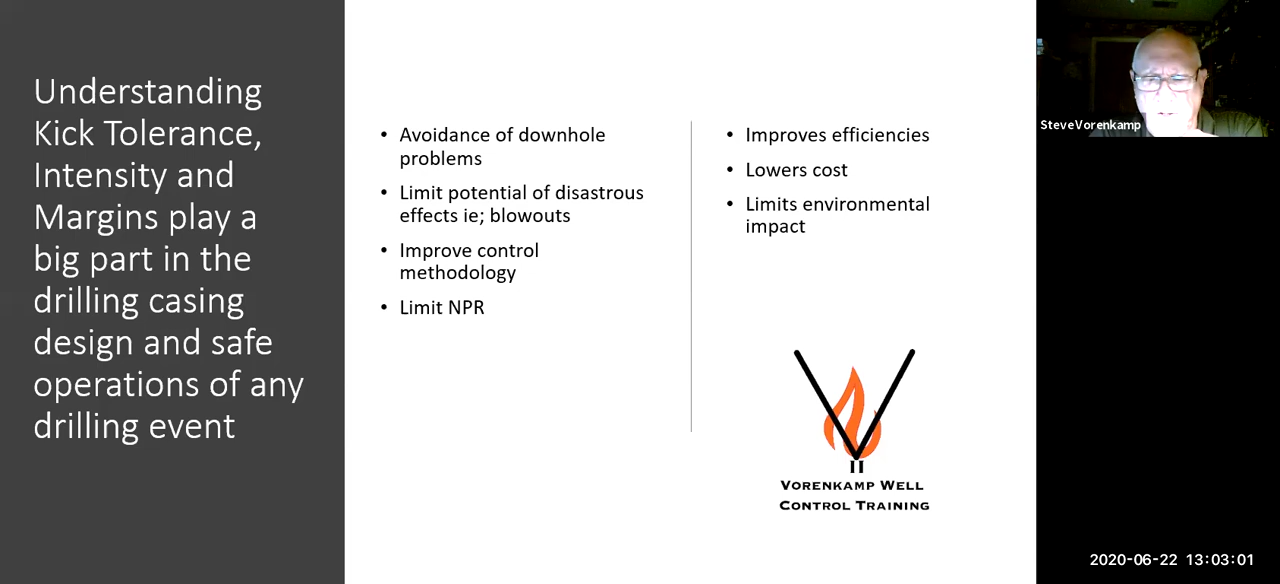 Understanding
Kick Tolerance,
Intensity and
Margins play a
big part in the
drilling casing
design and safe
operations of any
drilling event
• Avoidance of downhole
problems
• Limit potential of disastrous
effects ie; blowouts
• Improve control
methodology
• Limit NPR
• Improves efficiencies
• Lowers cost
• Limits environmental
impact
VORENKAMP WELL
CONTROL TRAINING
SteveVorenkamp
2020-06-22 13:03:01